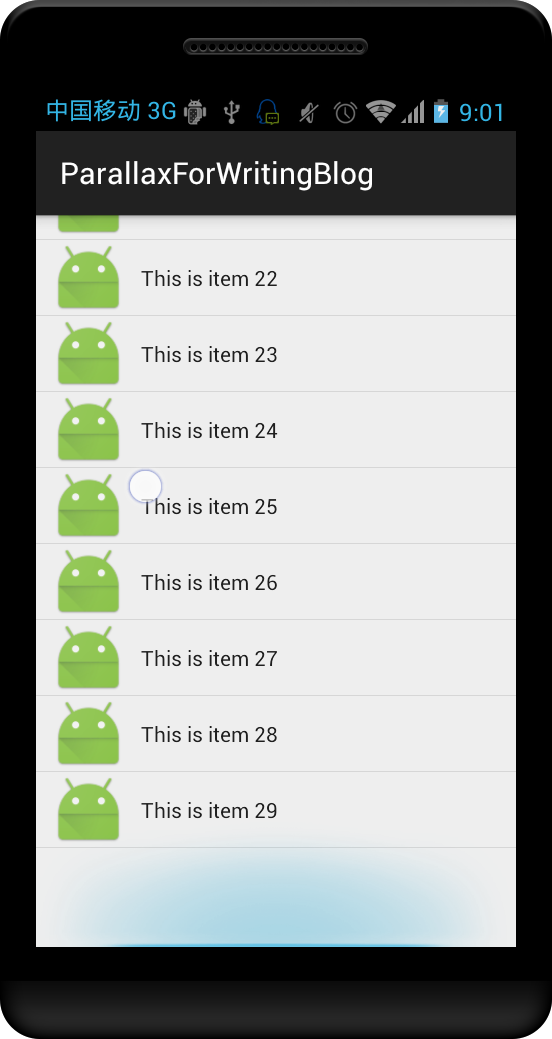 中国移动 3G 9:01
ParallaxForWritingBlog
This is item 22
This is item 23
This is item 24
This is item 25
This is item 26
This is item 27
This is item 28
This is item 29